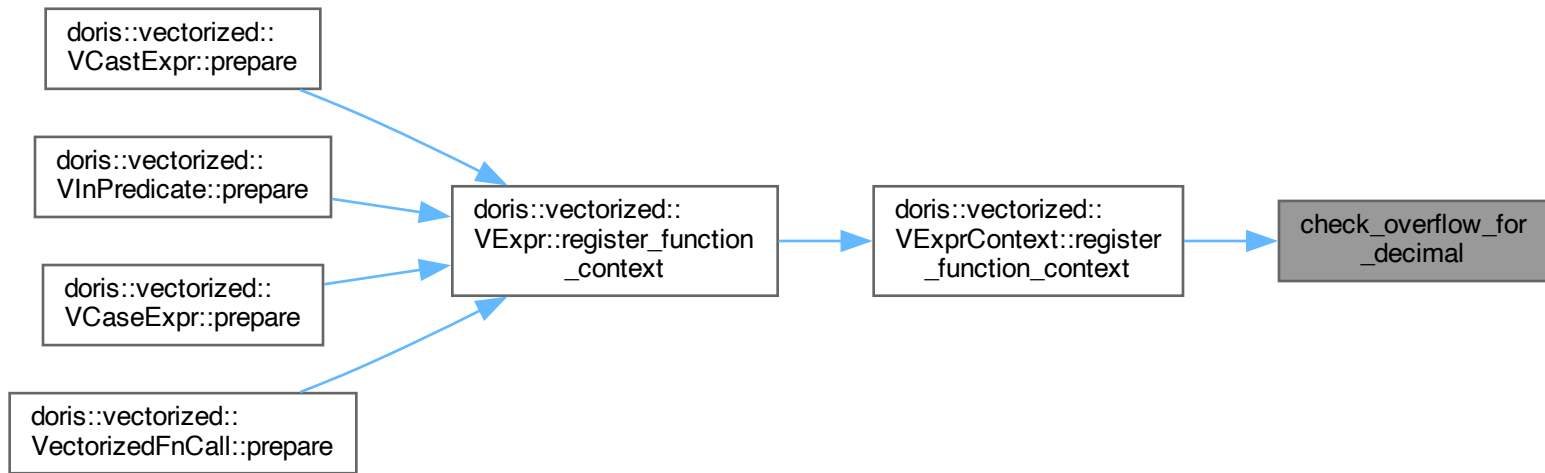 doris::vectorized::
VCastExpr::prepare
doris::vectorized::
VInPredicate::prepare
doris::vectorized::
VCaseExpr::prepare
doris::vectorized::
VectorizedFnCall::prepare
doris::vectorized::
VExpr::register_function
_context
doris::vectorized::
VExprContext::register
_function_context
check_overflow_for
_decimal